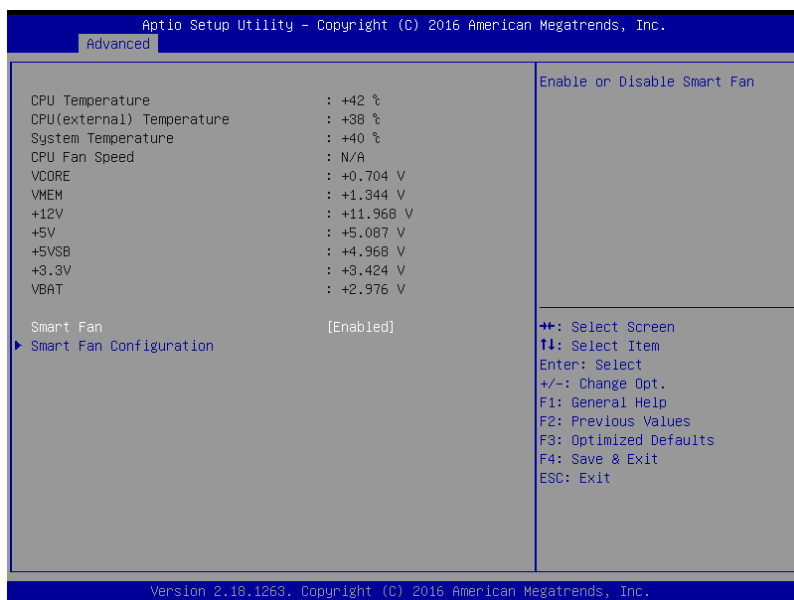 Aptio Setup Utility – Copyright (C) 2016 American Megatrends, Inc.
Advanced
CPU Temperature : +42 ℃
CPU(external) Temperature : +38 ℃
System Temperature : +40 ℃
CPU Fan Speed : N/A
VCORE : +0.704 V
VMEM : +1.344 V
+12V : +11.968 V
+5V : +5.087 V
+5VSB : +4.968 V
+3.3V : +3.424 V
VBAT : +2.976 V
Smart Fan [Enabled]
Smart Fan Configuration
Enable or Disable Smart Fan
→←: Select Screen
↑↓: Select Item
Enter: Select
+/-: Change Opt.
F1: General Help
F2: Previous Values
F3: Optimized Defaults
F4: Save & Exit
ESC: Exit
Version 2.18.1263. Copyright (C) 2016 American Megatrends, Inc.